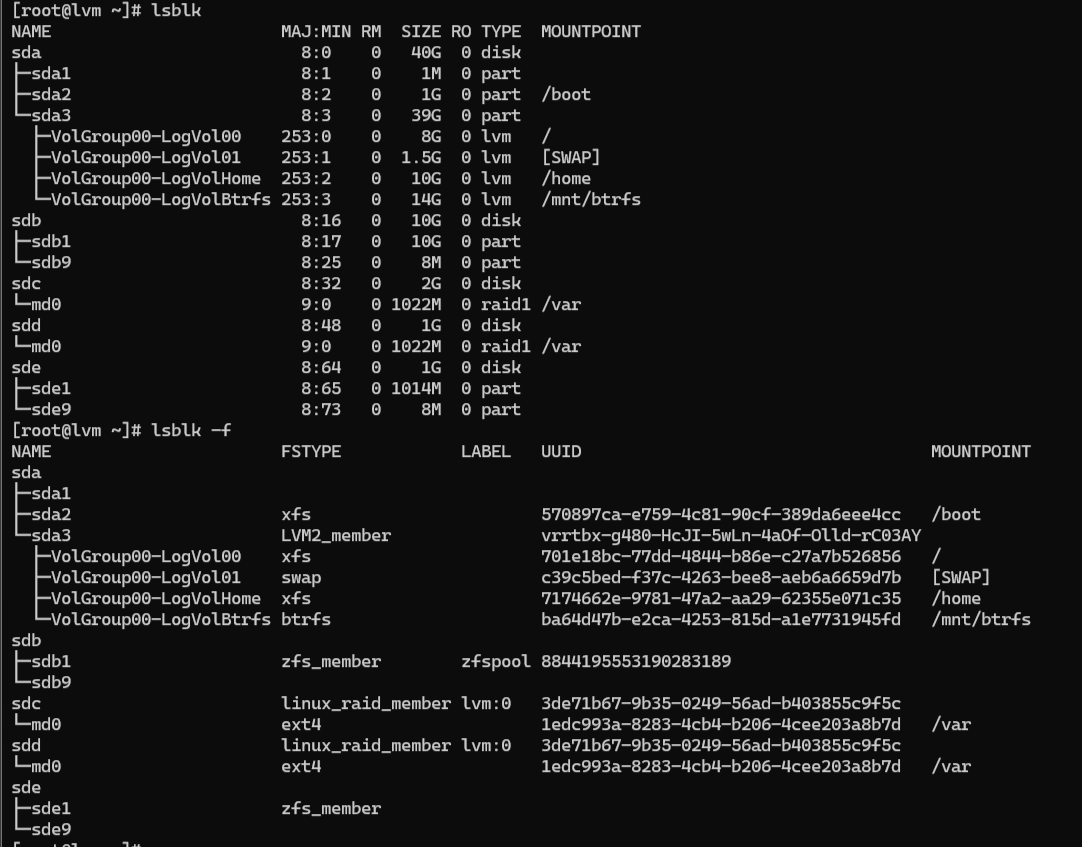 [root@lvm ~]# lsblk
NAME                       MAJ:MIN RM  SIZE RO TYPE  MOUNTPOINT
sda                          8:0    0   40G  0 disk
├─sda1                       8:1    0    1M  0 part
├─sda2                       8:2    0    1G  0 part  /boot
└─sda3                       8:3    0   39G  0 part
  ├─VolGroup00-LogVol00    253:0    0    8G  0 lvm   /
  ├─VolGroup00-LogVol01    253:1    0  1.5G  0 lvm   [SWAP]
  ├─VolGroup00-LogVolHome  253:2    0   10G  0 lvm   /home
  └─VolGroup00-LogVolBtrfs 253:3    0   14G  0 lvm   /mnt/btrfs
sdb                          8:16   0   10G  0 disk
├─sdb1                       8:17   0   10G  0 part
└─sdb9                       8:25   0    8M  0 part
sdc                          8:32   0    2G  0 disk
└─md0                        9:0    0 1022M  0 raid1 /var
sdd                          8:48   0    1G  0 disk
└─md0                        9:0    0 1022M  0 raid1 /var
sde                          8:64   0    1G  0 disk
├─sde1                       8:65   0 1014M  0 part
└─sde9                       8:73   0    8M  0 part
[root@lvm ~]# lsblk -f
NAME                       FSTYPE            LABEL   UUID                                   MOUNTPOINT
sda
├─sda1
├─sda2                     xfs                       570897ca-e759-4c81-90cf-389da6eee4cc   /boot
└─sda3                     LVM2_member               vrrtbx-g480-HcJI-5wLn-4aOf-Olld-rC03AY
  ├─VolGroup00-LogVol00    xfs                       701e18bc-77dd-4844-b86e-c27a7b526856   /
  ├─VolGroup00-LogVol01    swap                      c39c5bed-f37c-4263-bee8-aeb6a6659d7b   [SWAP]
  ├─VolGroup00-LogVolHome  xfs                       7174662e-9781-47a2-aa29-62355e071c35   /home
  └─VolGroup00-LogVolBtrfs btrfs                     ba64d47b-e2ca-4253-815d-a1e7731945fd   /mnt/btrfs
sdb
├─sdb1                     zfs_member        zfspool 8844195553190283189
└─sdb9
sdc                        linux_raid_member lvm:0   3de71b67-9b35-0249-56ad-b403855c9f5c
└─md0                      ext4                      1edc993a-8283-4cb4-b206-4cee203a8b7d   /var
sdd                        linux_raid_member lvm:0   3de71b67-9b35-0249-56ad-b403855c9f5c
└─md0                      ext4                      1edc993a-8283-4cb4-b206-4cee203a8b7d   /var
sde
├─sde1                     zfs_member
└─sde9